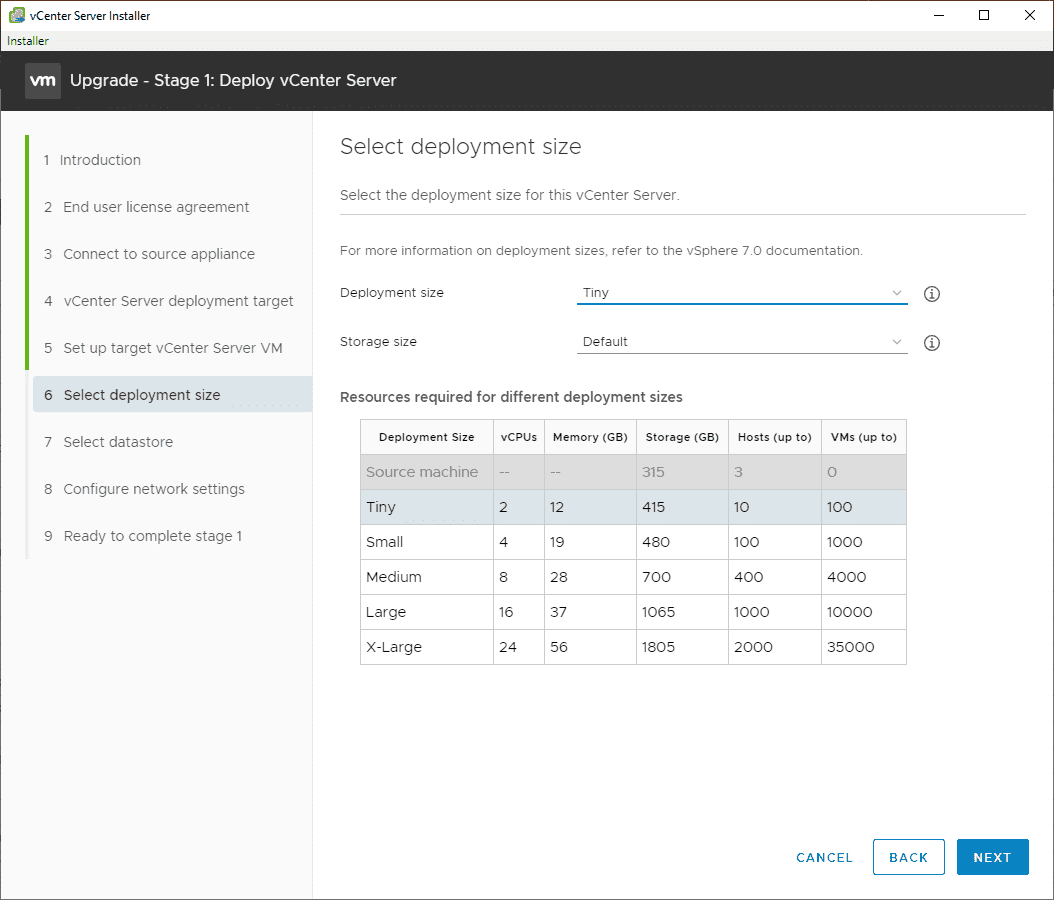 vCenter Server Installer
Installer
vm Upgrade - Stage 1: Deploy vCenter Server
1 Introduction
2 End user license agreement
3 Connect to source appliance
4 vCenter Server deployment target
5 Set up target vCenter Server VM
6 Select deployment size
7 Select datastore
8 Configure network settings
9 Ready to complete stage 1
Select deployment size
Select the deployment size for this vCenter Server.
For more information on deployment sizes, refer to the vSphere 7.0 documentation.
Deployment size Tiny
Storage size Default
Resources required for different deployment sizes
Deployment Size vCPUs Memory (GB) Storage (GB) Hosts (up to) VMs (up to)
Source machine -- -- 315 3 0
Tiny 2 12 415 10 100
Small 4 19 480 100 1000
Medium 8 28 700 400 4000
Large 16 37 1065 1000 10000
X-Large 24 56 1805 2000 35000
CANCEL BACK NEXT